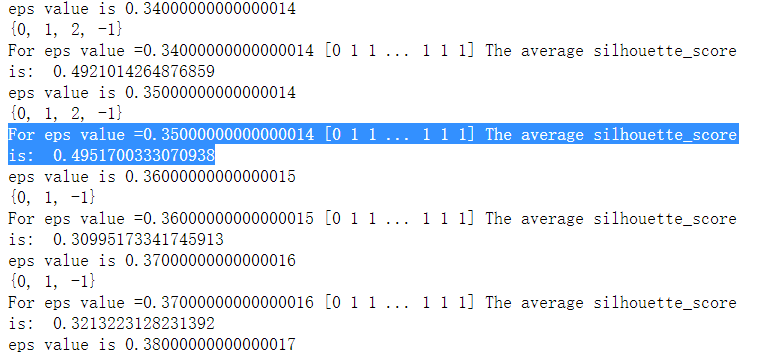 eps value is 0.34000000000000014
{0, 1, 2, -1}
For eps value =0.34000000000000014 [0 1 1 ... 1 1 1] The average silhouette_score
is:  0.4921014264876859
eps value is 0.35000000000000014
{0, 1, 2, -1}
For eps value =0.35000000000000014 [0 1 1 ... 1 1 1] The average silhouette_score
is:  0.4951700333070938
eps value is 0.36000000000000015
{0, 1, -1}
For eps value =0.36000000000000015 [0 1 1 ... 1 1 1] The average silhouette_score
is:  0.30995173341745913
eps value is 0.37000000000000016
{0, 1, -1}
For eps value =0.37000000000000016 [0 1 1 ... 1 1 1] The average silhouette_score
is:  0.3213223128231392
eps value is 0.38000000000000017